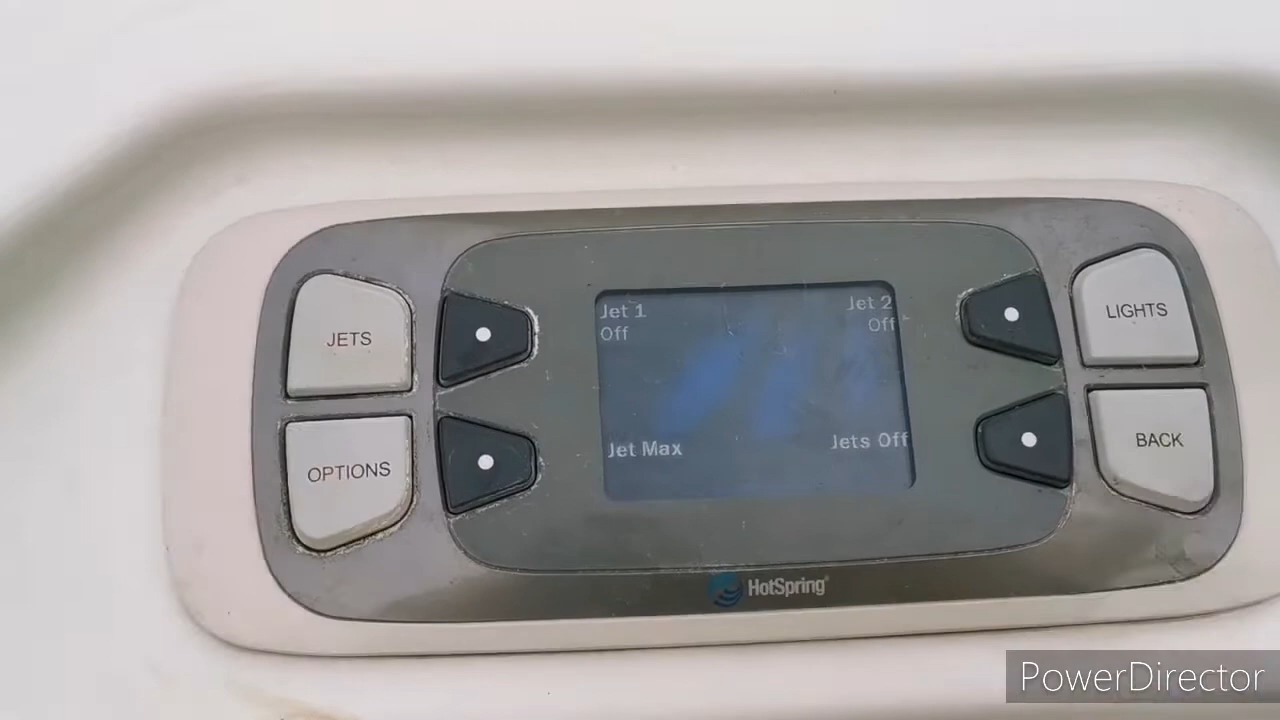 JETS
OPTIONS
Jet 1
Off
Jet 2
Off
Jet Max
Jets Off
LIGHTS
BACK
HotSpring®
PowerDirector